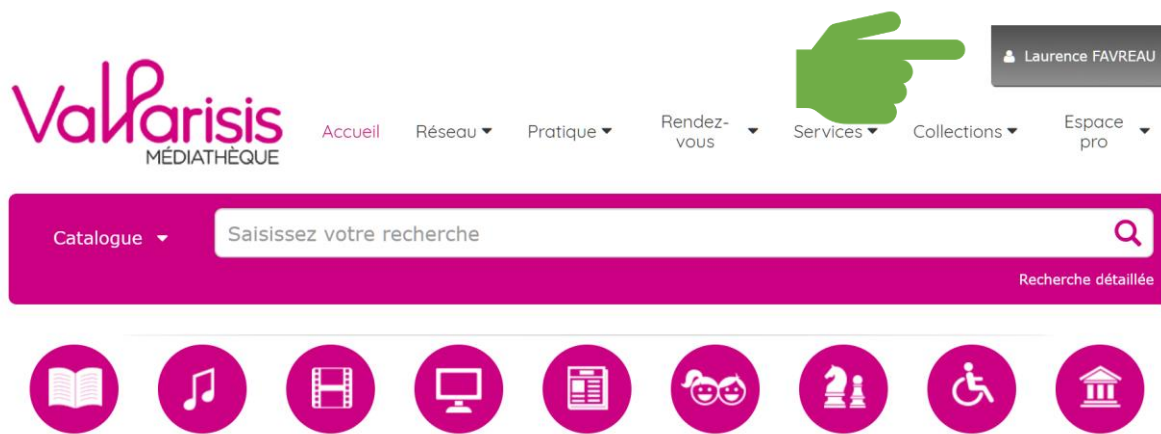 Laurence FAVREAU
ValParisis
MÉDIATHÈQUE
Accueil
Réseau
Pratique
Rendez-
vous
Services
Collections
Espace
pro
Catalogue
Saisissez votre recherche
Recherche détaillée